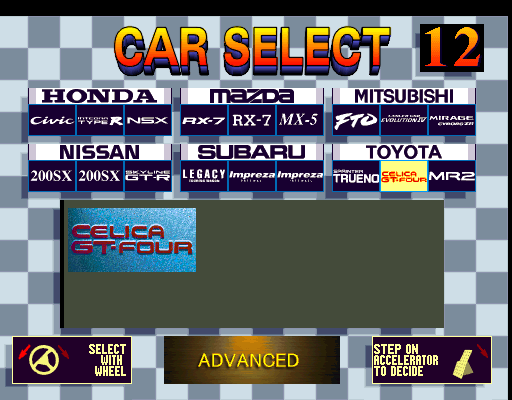 CAR SELECT
12
HONDA
mazda
MITSUBISHI
Civic
INTEGRA TYPE R
NSX
RX-7
RX-7
MX-5
FTO
LANCER GSR EVOLUTION IV
MIRAGE CYBORG ZR
NISSAN
SUBARU
TOYOTA
200SX
200SX
SKYLINE GT-R
LEGACY TOURING WAGON
Impreza
Impreza
SPRINTER TRUENO
CELICA GT-FOUR
MR2
CELICA
GT-FOUR
SELECT
WITH
WHEEL
ADVANCED
STEP ON
ACCELERATOR
TO DECIDE